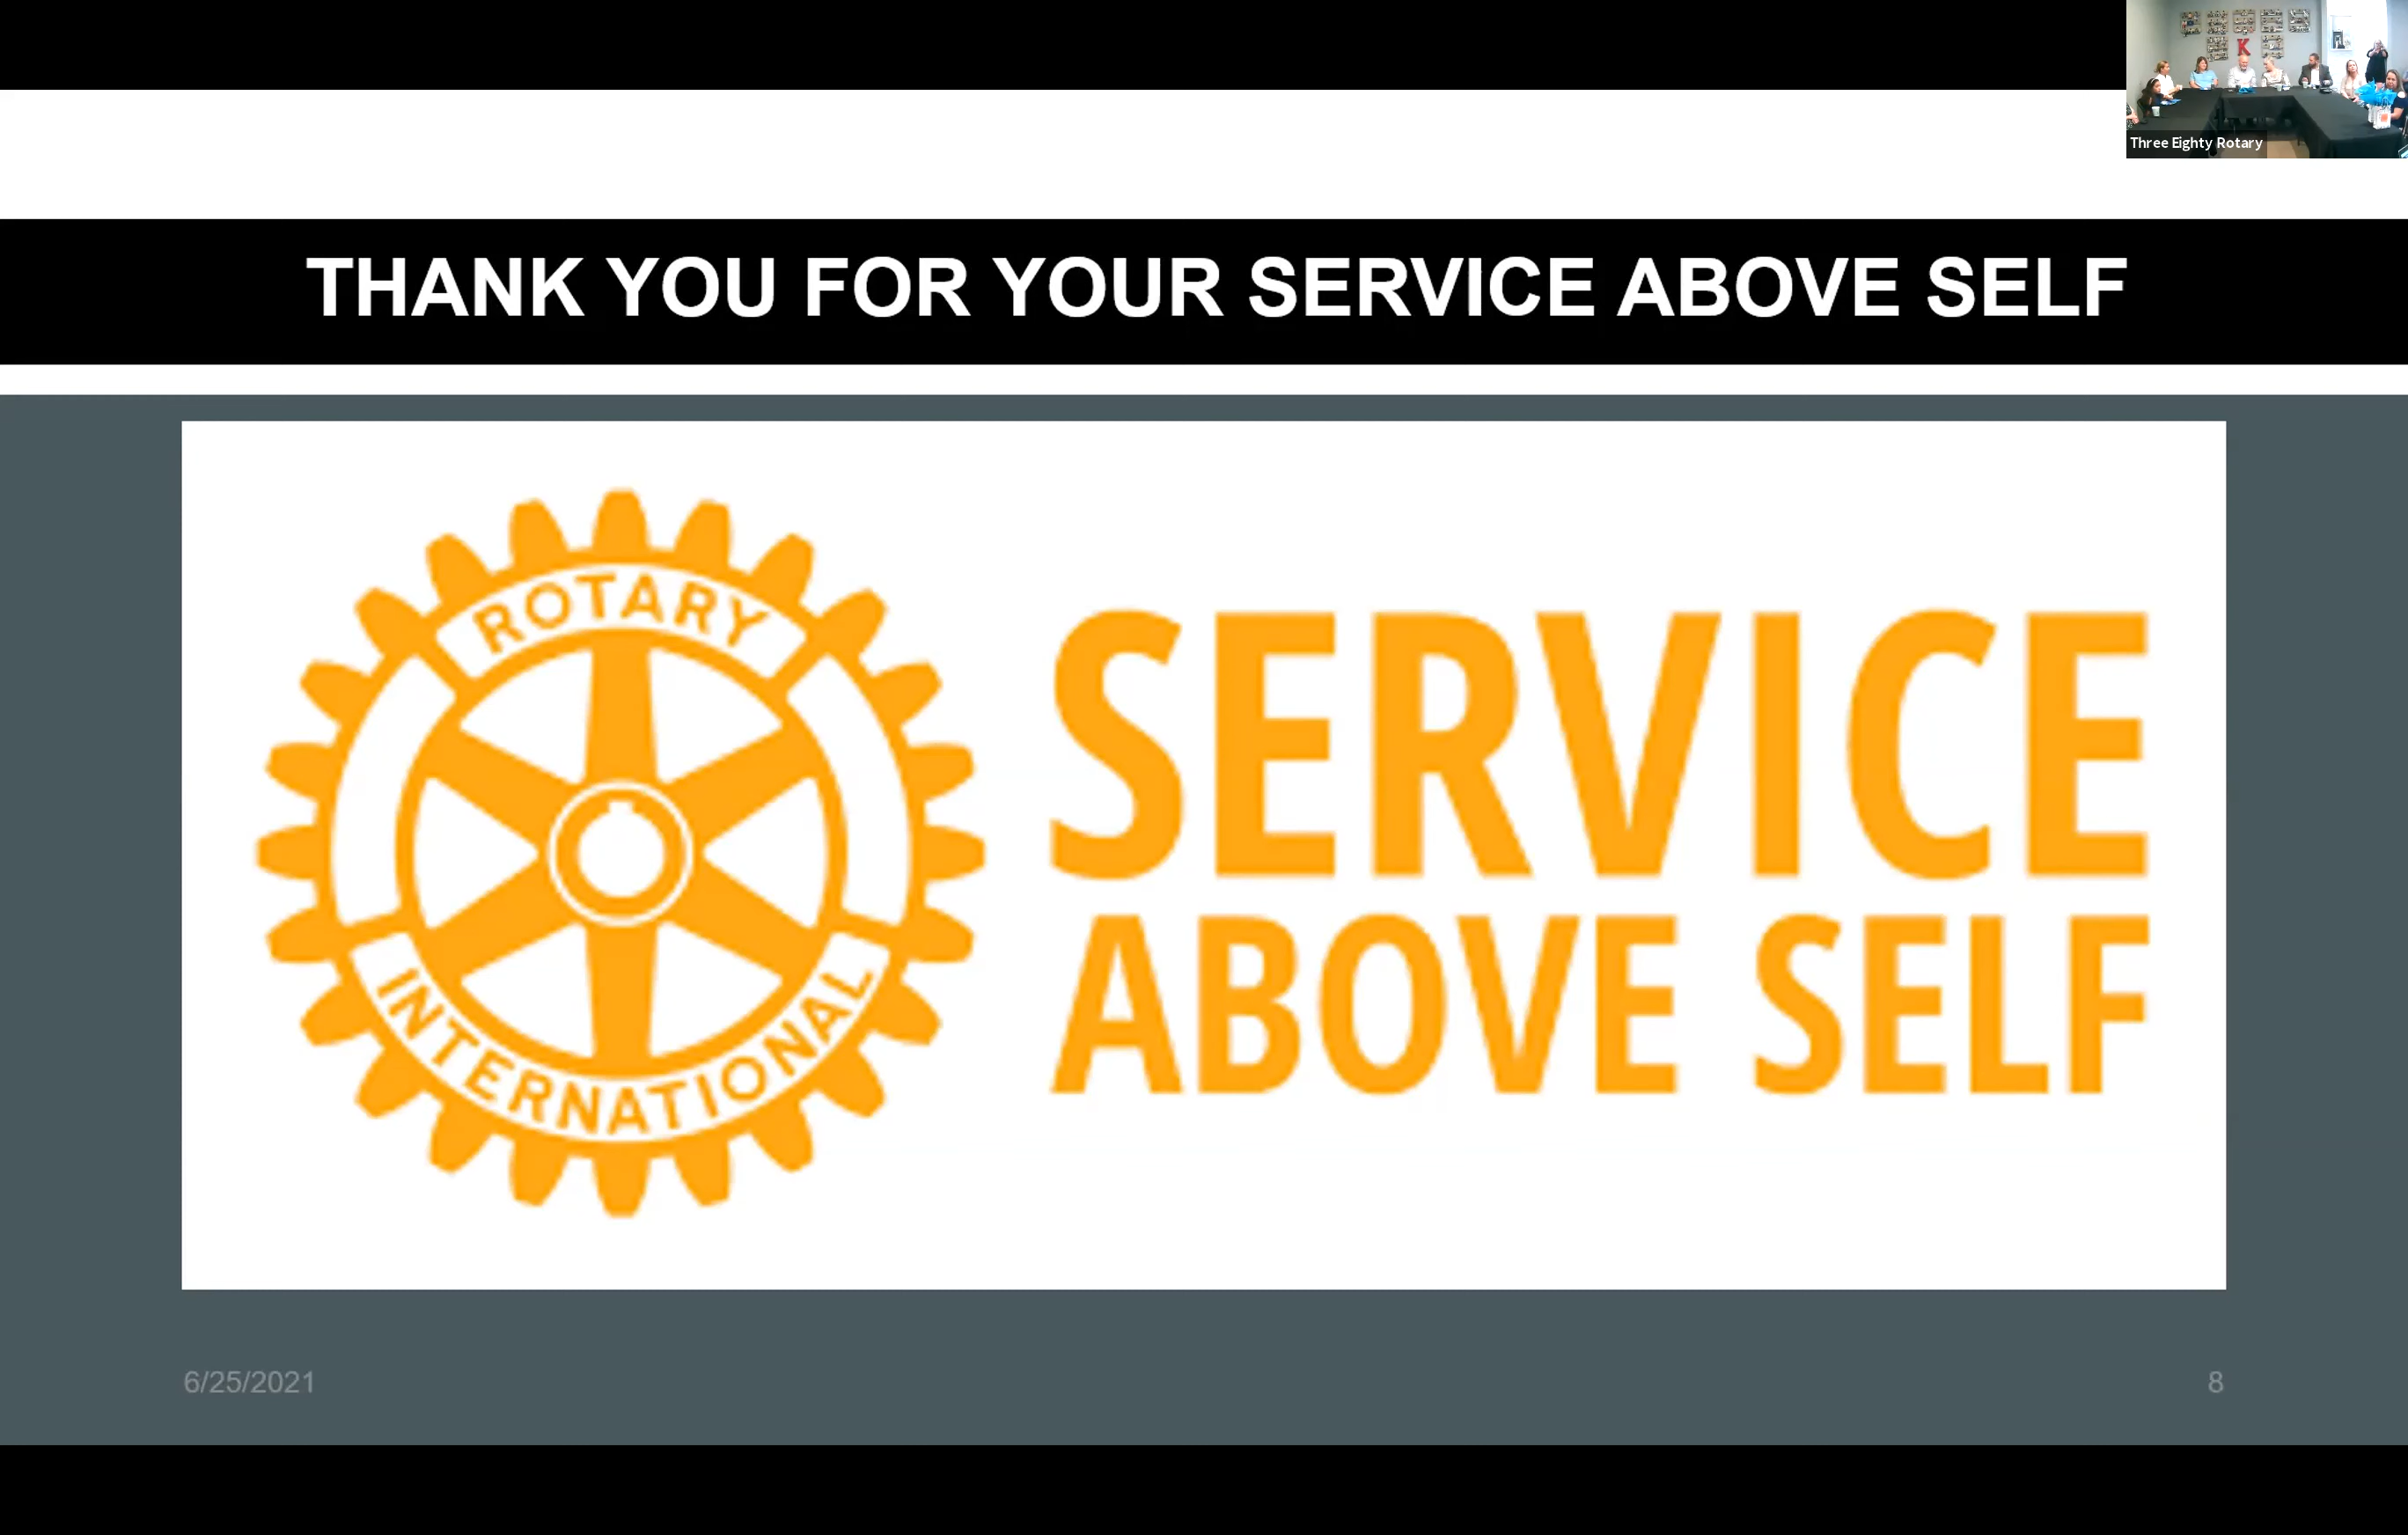 Three Eighty Rotary
THANK YOU FOR YOUR SERVICE ABOVE SELF
ROTARY
INTERNATIONAL
SERVICE
ABOVE SELF
6/25/2021
8
K